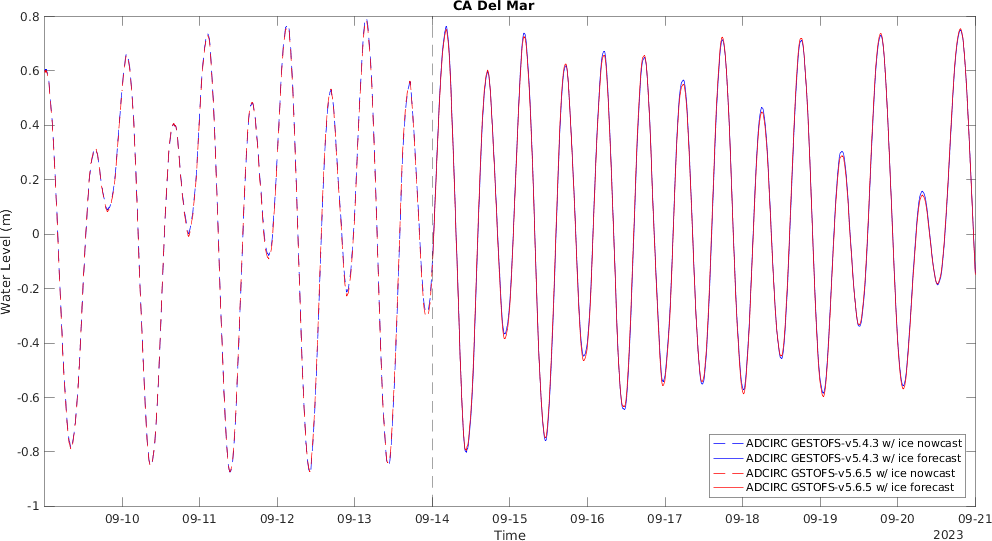 CA Del Mar
Water Level (m)
0.8
0.6
0.4
0.2
0
-0.2
-0.4
-0.6
-0.8
-1
ADCIRC GESTOFS-v5.4.3 w/ ice nowcast
ADCIRC GESTOFS-v5.4.3 w/ ice forecast
ADCIRC GSTOFS-v5.6.5 w/ ice nowcast
ADCIRC GSTOFS-v5.6.5 w/ ice forecast
09-10 09-11 09-12 09-13 09-14 09-15 09-16 09-17 09-18 09-19 09-20 09-21
Time
2023